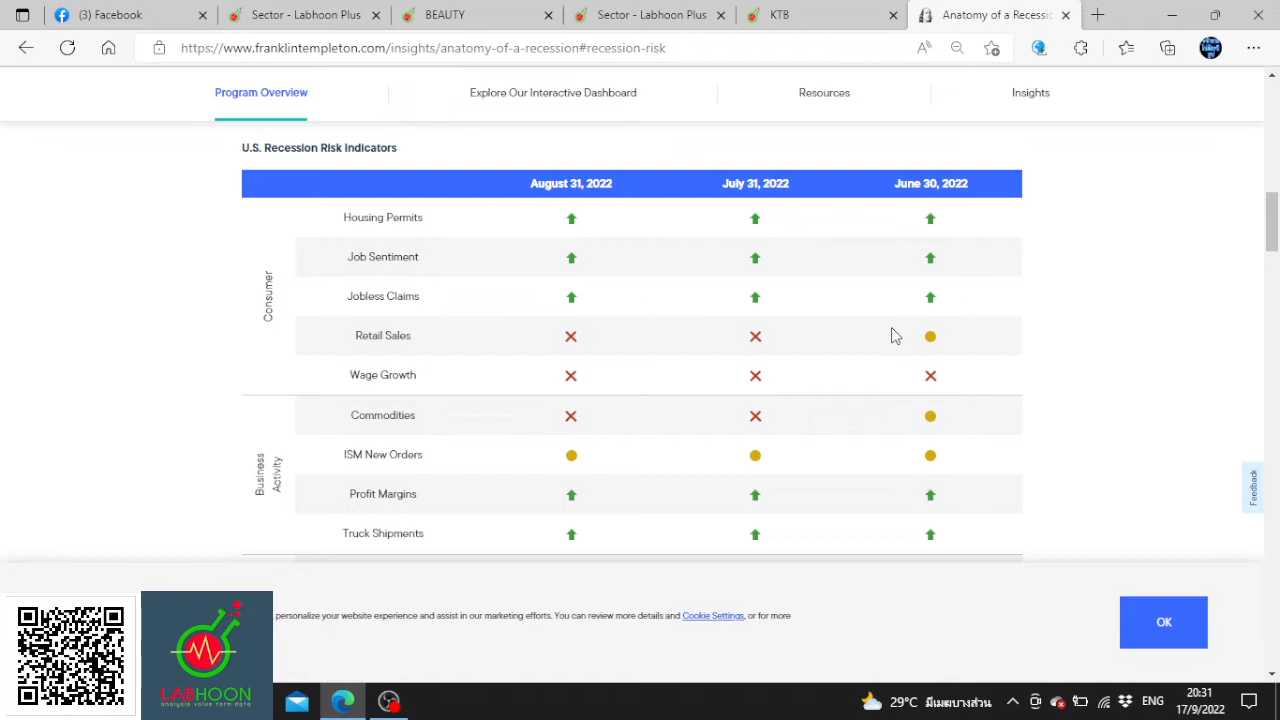 (3) Facebook
Sector - Labhoon Plus
BEAUTY
Sector - Labhoon Plus
KTB
Anatomy of a Recess
https://www.franklintempleton.com/insights/anatomy-of-a-recession#recession-risk
Program Overview
Explore Our Interactive Dashboard
Resources
Insights
U.S. Recession Risk Indicators
August 31, 2022 July 31, 2022 June 30, 2022
Consumer
Housing Permits
Job Sentiment
Jobless Claims
Retail Sales
Wage Growth
Business
Activity
Commodities
ISM New Orders
Profit Margins
Truck Shipments
Feedback
personalize your website experience and assist in our marketing efforts. You can review more details and Cookie Settings, or for more
OK
LABHOON
analysis value form data
29°C มีเมฆบางส่วน
ENG
20:31
17/9/2022